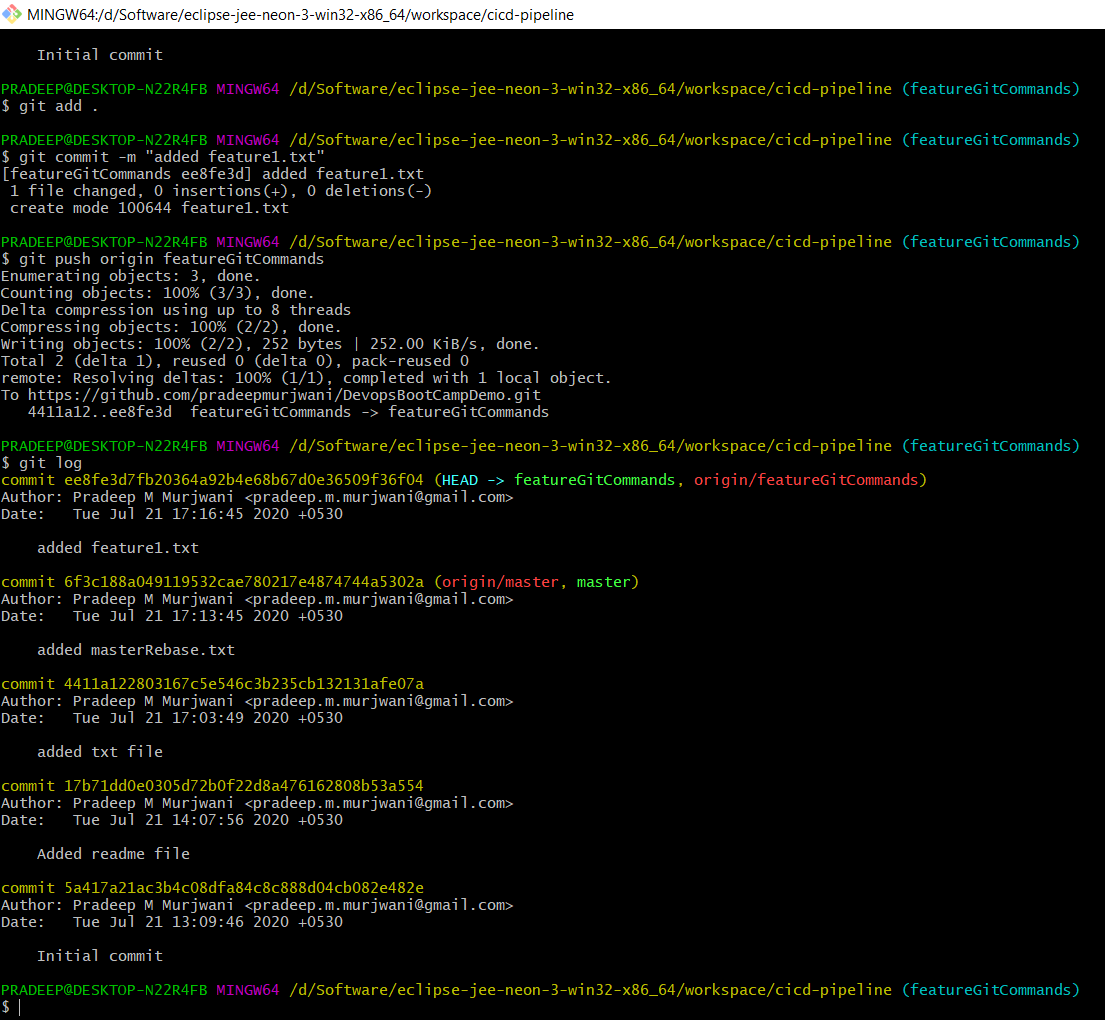 MINGW64:/d/Software/eclipse-jee-neon-3-win32-x86_64/workspace/cicd-pipeline
Initial commit
PRADEEP@DESKTOP-N22R4FB MINGW64 /d/Software/eclipse-jee-neon-3-win32-x86_64/workspace/cicd-pipeline (featureGitCommands)
$ git add .
PRADEEP@DESKTOP-N22R4FB MINGW64 /d/Software/eclipse-jee-neon-3-win32-x86_64/workspace/cicd-pipeline (featureGitCommands)
$ git commit -m "added feature1.txt"
[featureGitCommands ee8fe3d] added feature1.txt
1 file changed, 0 insertions(+), 0 deletions(-)
create mode 100644 feature1.txt
PRADEEP@DESKTOP-N22R4FB MINGW64 /d/Software/eclipse-jee-neon-3-win32-x86_64/workspace/cicd-pipeline (featureGitCommands)
$ git push origin featureGitCommands
Enumerating objects: 3, done.
Counting objects: 100% (3/3), done.
Delta compression using up to 8 threads
Compressing objects: 100% (2/2), done.
Writing objects: 100% (2/2), 252 bytes | 252.00 KiB/s, done.
Total 2 (delta 1), reused 0 (delta 0), pack-reused 0
remote: Resolving deltas: 100% (1/1), completed with 1 local object.
To https://github.com/pradeepmurjwani/DevopsBootCampDemo.git
4411a12..ee8fe3d  featureGitCommands -> featureGitCommands
PRADEEP@DESKTOP-N22R4FB MINGW64 /d/Software/eclipse-jee-neon-3-win32-x86_64/workspace/cicd-pipeline (featureGitCommands)
$ git log
commit ee8fe3d7fb20364a92b4e68b67d0e36509f36f04 (HEAD -> featureGitCommands, origin/featureGitCommands)
Author: Pradeep M Murjwani <pradeep.m.murjwani@gmail.com>
Date:   Tue Jul 21 17:16:45 2020 +0530
added feature1.txt
commit 6f3c188a049119532cae780217e4874744a5302a (origin/master, master)
Author: Pradeep M Murjwani <pradeep.m.murjwani@gmail.com>
Date:   Tue Jul 21 17:13:45 2020 +0530
added masterRebase.txt
commit 4411a122803167c5e546c3b235cb132131afe07a
Author: Pradeep M Murjwani <pradeep.m.murjwani@gmail.com>
Date:   Tue Jul 21 17:03:49 2020 +0530
added txt file
commit 17b71dd0e0305d72b0f22d8a476162808b53a554
Author: Pradeep M Murjwani <pradeep.m.murjwani@gmail.com>
Date:   Tue Jul 21 14:07:56 2020 +0530
Added readme file
commit 5a417a21ac3b4c08dfa84c8c888d04cb082e482e
Author: Pradeep M Murjwani <pradeep.m.murjwani@gmail.com>
Date:   Tue Jul 21 13:09:46 2020 +0530
Initial commit
PRADEEP@DESKTOP-N22R4FB MINGW64 /d/Software/eclipse-jee-neon-3-win32-x86_64/workspace/cicd-pipeline (featureGitCommands)
$